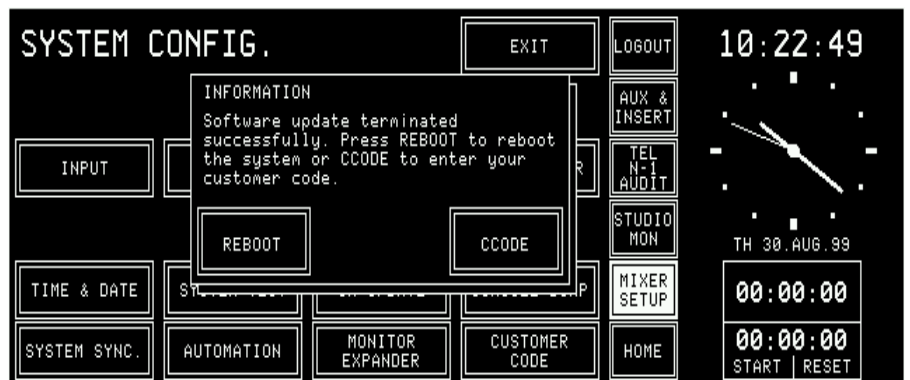 SYSTEM CONFIG.
EXIT
LOGOUT
10:22:49
INFORMATION
Software update terminated
successfully. Press REBOOT to reboot
the system or CCODE to enter your
customer code.
REBOOT
CCODE
AUX &
INSERT
INPUT
TEL
N-1
AUDIT
STUDIO
MON
TH 30.AUG.99
TIME & DATE
MIXER
SETUP
00:00:00
SYSTEM SYNC.
AUTOMATION
MONITOR
EXPANDER
CUSTOMER
CODE
HOME
00:00:00
START | RESET